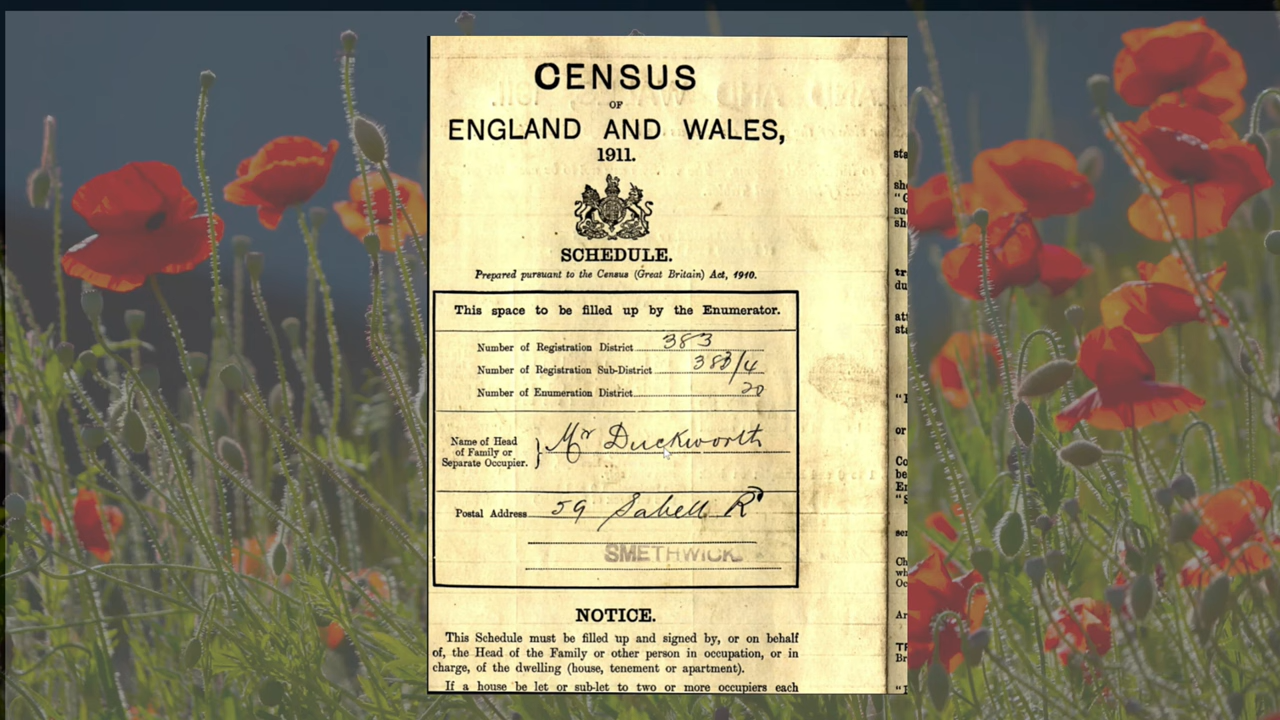 CENSUS
OF
ENGLAND AND WALES,
1911.
SCHEDULE.
Prepared pursuant to the Census (Great Britain) Act, 1910.
This space to be filled up by the Enumerator.
Number of Registration District 383
Number of Registration Sub-District 383/4
Number of Enumeration District 20
Name of Head
of Family or
Separate Occupier. } Mr Duckworth
Postal Address 59 Sabell Rd
SMETHWICK.
NOTICE.
This Schedule must be filled up and signed by, or on behalf
of, the Head of the Family or other person in occupation, or in
charge, of the dwelling (house, tenement or apartment).
If a house be let or sub-let to two or more occupiers each